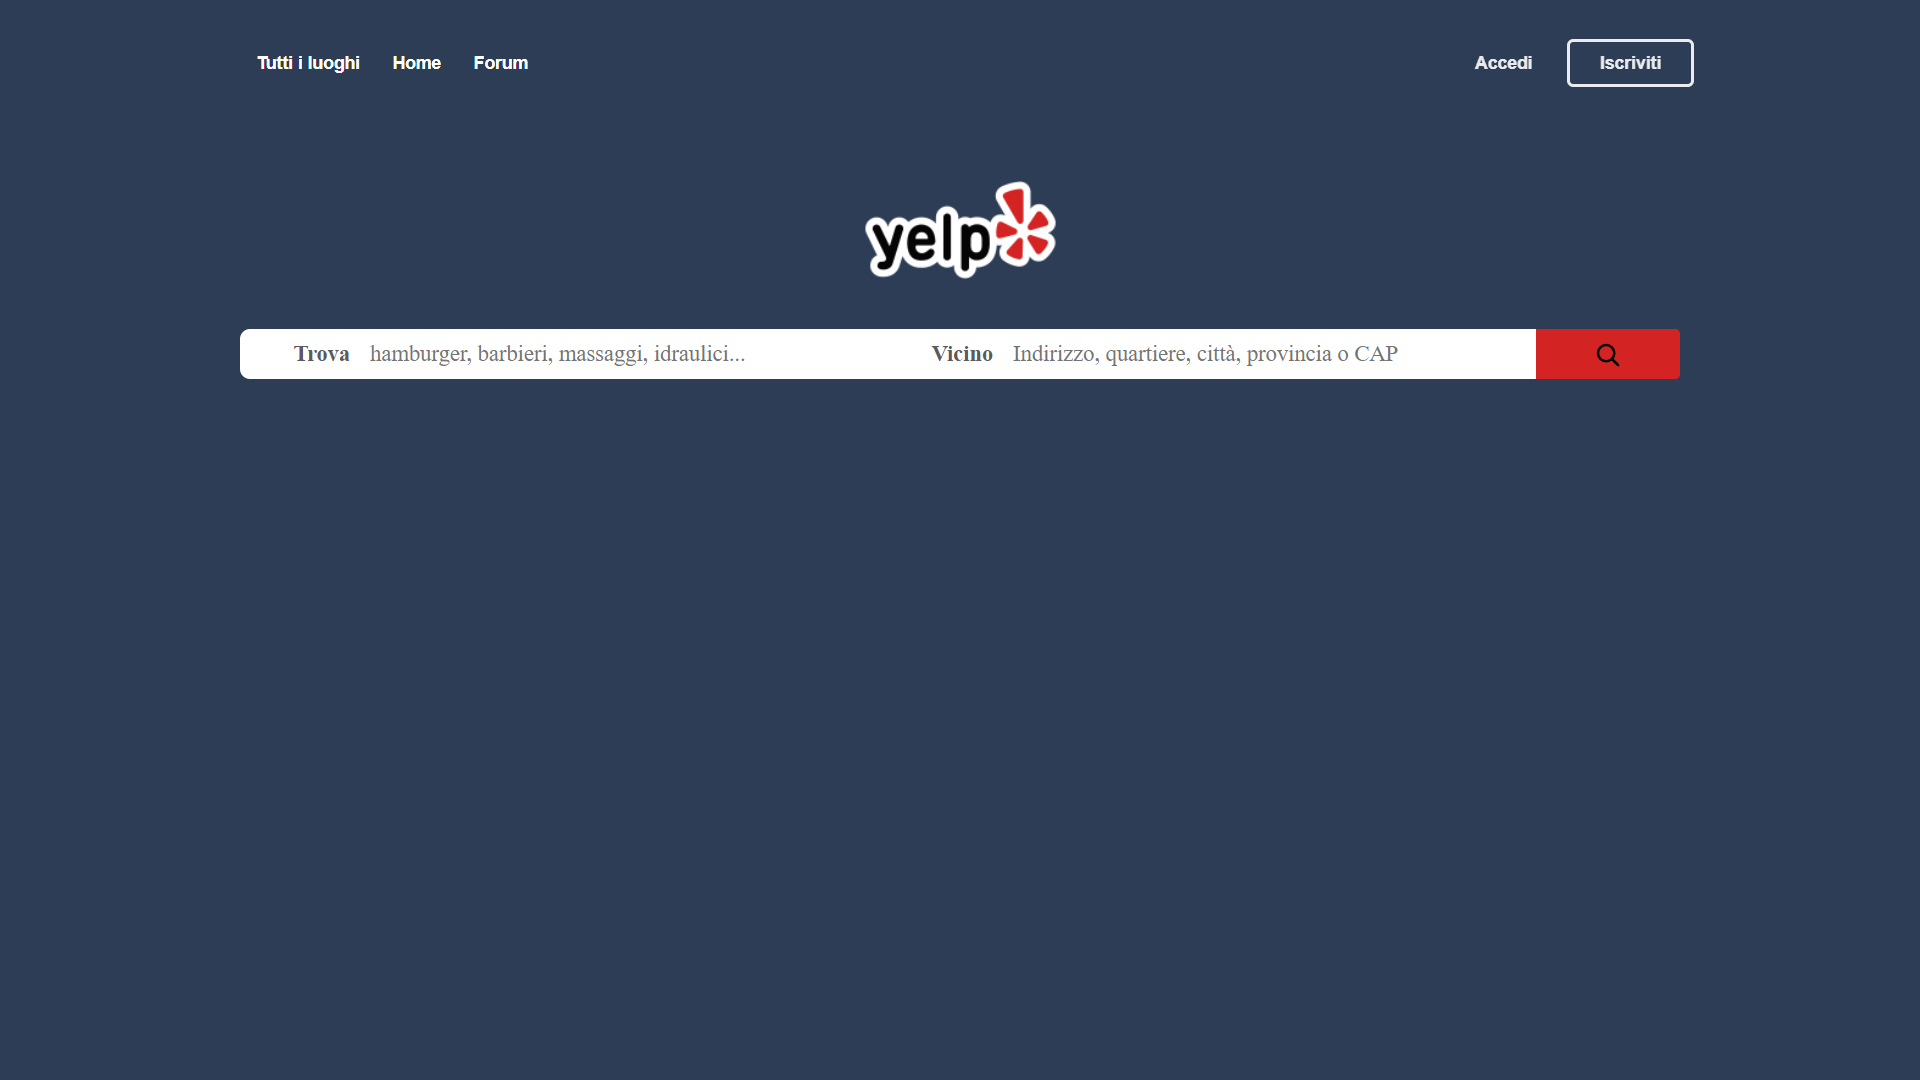 Tutti i luoghi Home Forum Accedi Iscriviti
yelp
Trova hamburger, barbieri, massaggi, idraulici... Vicino Indirizzo, quartiere, città, provincia o CAP